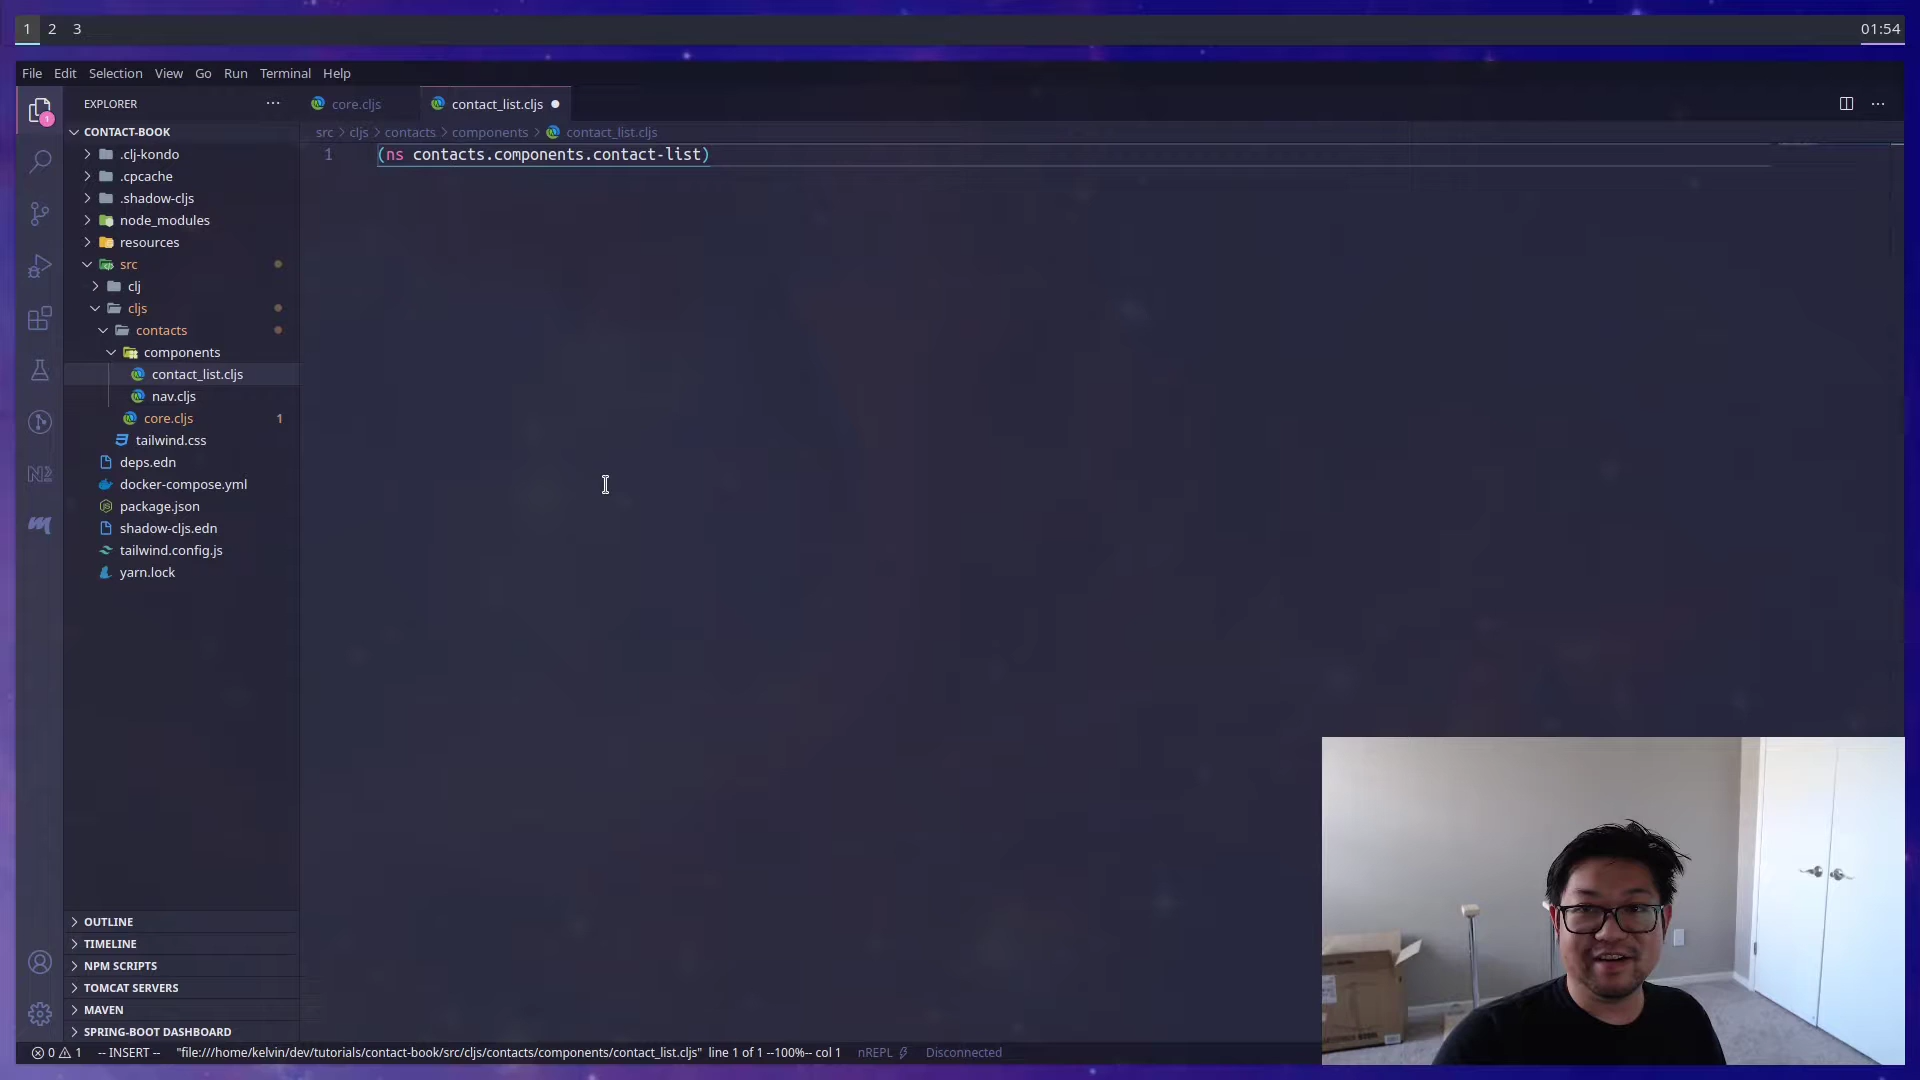 1 2 3 01:54
File Edit Selection View Go Run Terminal Help
EXPLORER ··· core.cljs contact_list.cljs ···
CONTACT-BOOK src > cljs > contacts > components > contact_list.cljs
1 (ns contacts.components.contact-list)
.clj-kondo
.cpcache
.shadow-cljs
node_modules
resources
src
clj
cljs
contacts
components
contact_list.cljs
nav.cljs
core.cljs 1
tailwind.css
deps.edn
docker-compose.yml
package.json
shadow-cljs.edn
tailwind.config.js
yarn.lock
OUTLINE
TIMELINE
NPM SCRIPTS
TOMCAT SERVERS
MAVEN
SPRING-BOOT DASHBOARD
0 1 -- INSERT -- "file:///home/kelvin/dev/tutorials/contact-book/src/cljs/contacts/components/contact_list.cljs" line 1 of 1 --100%-- col 1 nREPL Disconnected